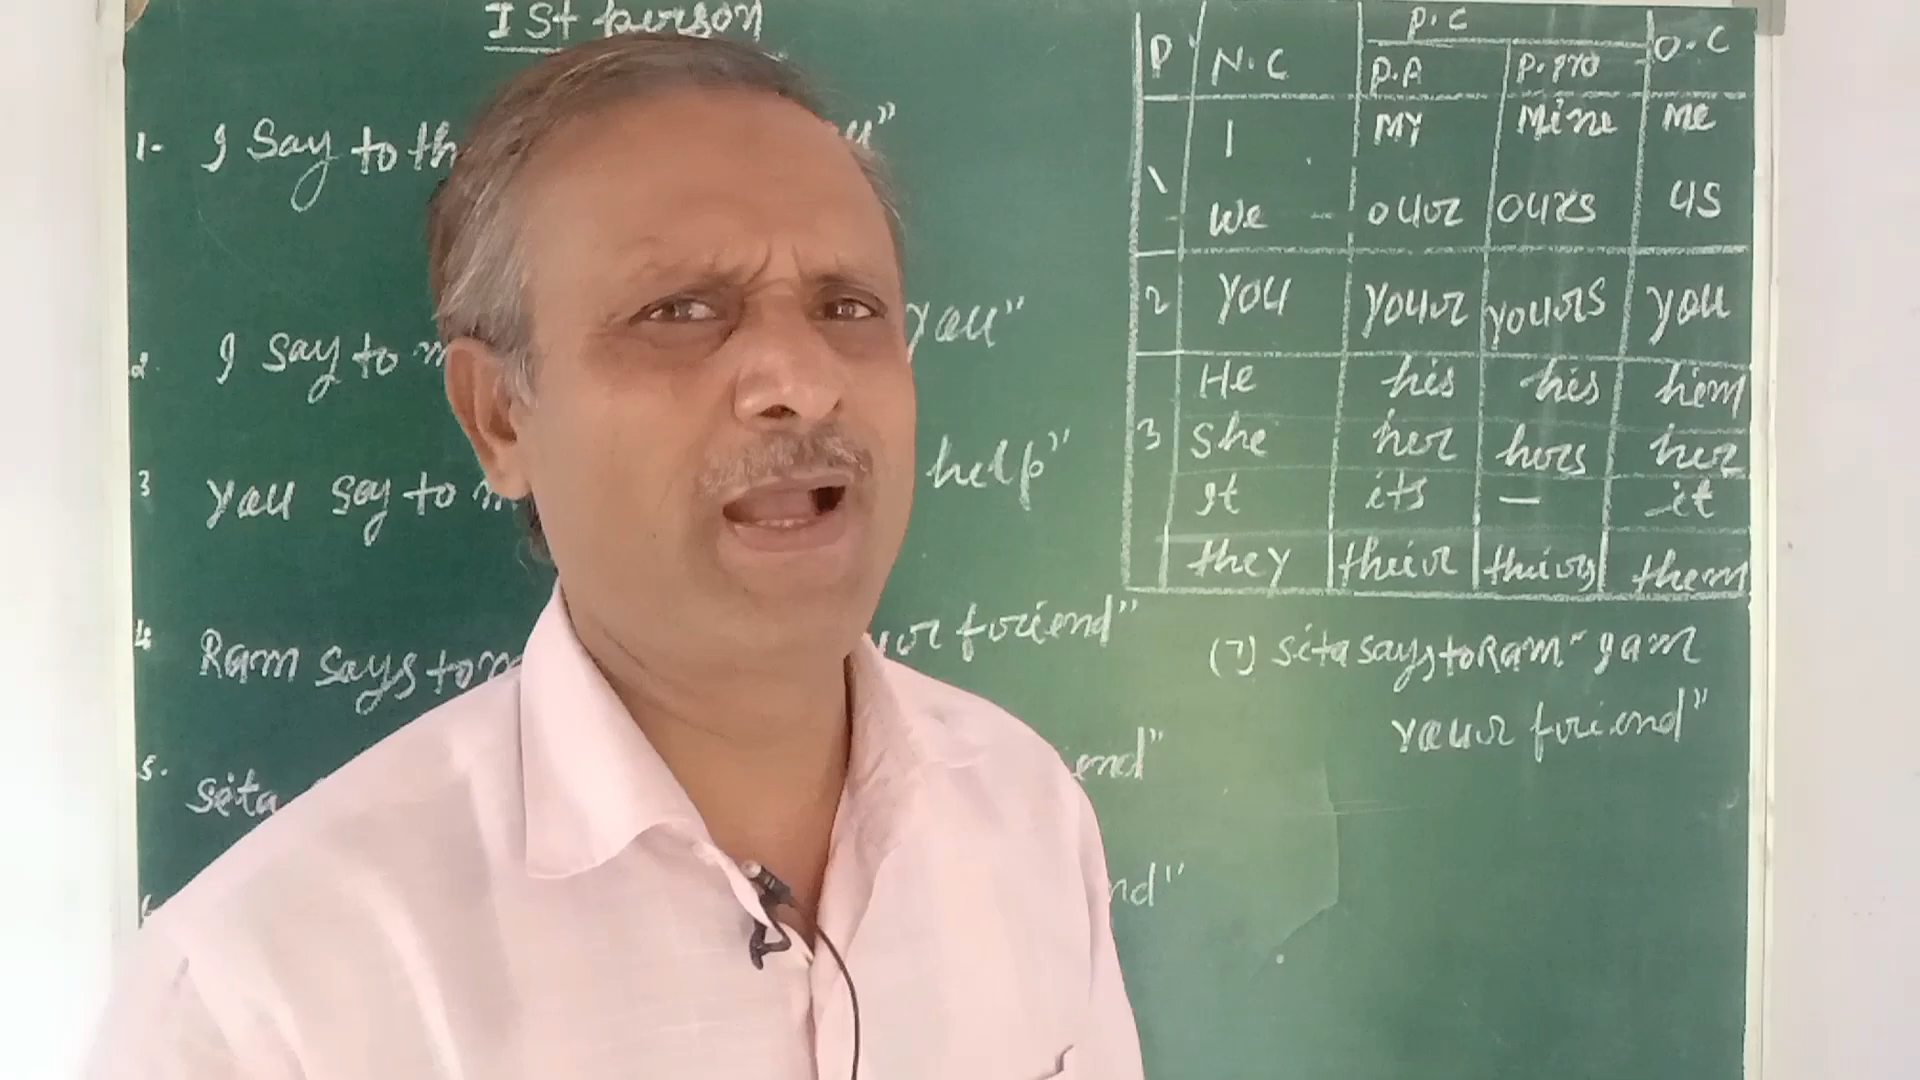 I St person
1- I Say to th
2. I Say to m you"
3 you say to m help"
4 Ram says to friend"
5. sita end"
nd"
P N.C P.C O.C
P.A P.pro
1 I MY Mine Me
we our ours us
2 you your yours you
3 He his his him
She her hers her
It its — it
they their theirs them
(7) sita says to Ram "I am
your friend"